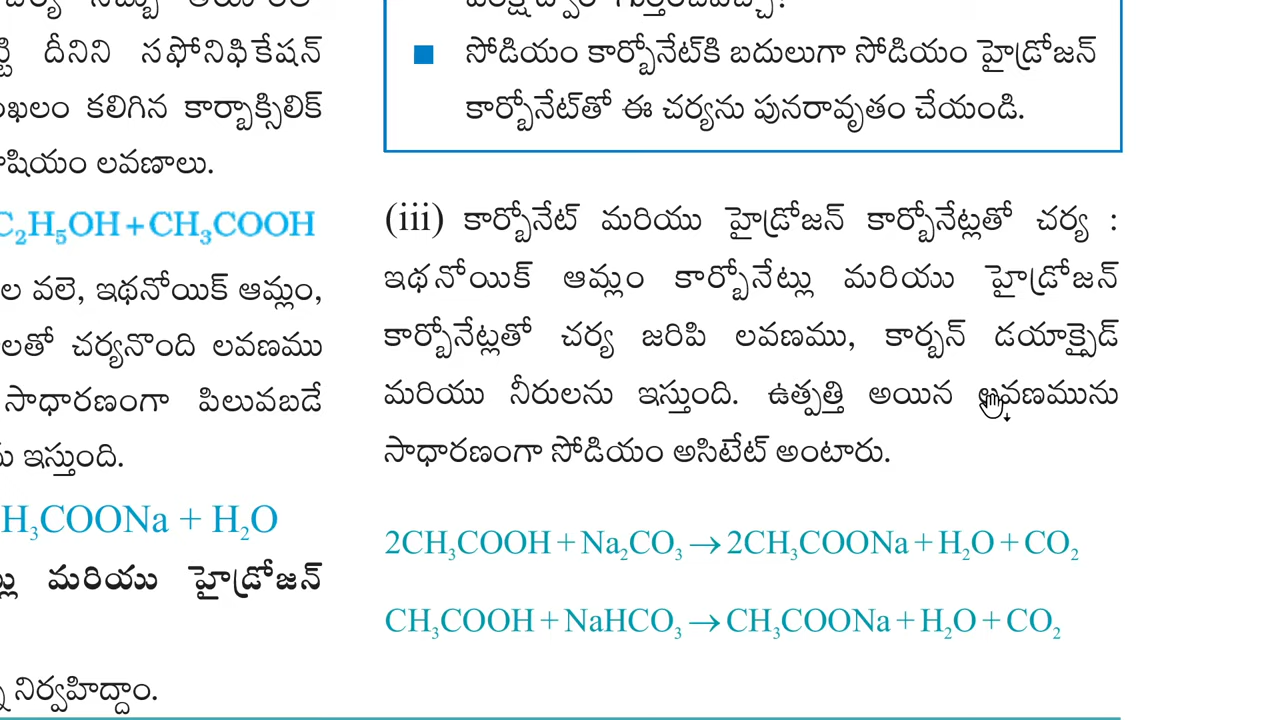 దీనిని సఫోనిఫికేషన్
కలిగిన కార్బాక్సిలిక్
లవణాలు.
C₂H₅OH + CH₃COOH
వలె, ఇథనోయిక్ ఆమ్లం,
చర్యనొంది లవణము
సాధారణంగా పిలువబడే
ఇస్తుంది.
H₃COONa + H₂O
మరియు హైడ్రోజన్
నిర్వహిద్దాం.
■ సోడియం కార్బోనేట్‌కి బదులుగా సోడియం హైడ్రోజన్
కార్బోనేట్‌తో ఈ చర్యను పునరావృతం చేయండి.
(iii) కార్బోనేట్ మరియు హైడ్రోజన్ కార్బోనేట్లతో చర్య :
ఇథనోయిక్ ఆమ్లం కార్బోనేట్లు మరియు హైడ్రోజన్
కార్బోనేట్లతో చర్య జరిపి లవణము, కార్బన్ డయాక్సైడ్
మరియు నీరులను ఇస్తుంది. ఉత్పత్తి అయిన లవణమును
సాధారణంగా సోడియం అసిటేట్ అంటారు.
2CH₃COOH + Na₂CO₃ → 2CH₃COONa + H₂O + CO₂
CH₃COOH + NaHCO₃ → CH₃COONa + H₂O + CO₂